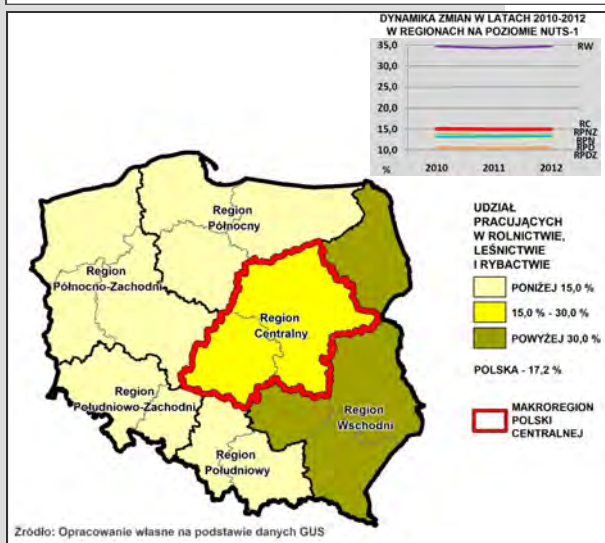 DYNAMIKA ZMIAN W LATACH 2010-2012
W REGIONACH NA POZIOMIE NUTS-1
35,0
30,0
25,0
20,0
15,0
10,0
%
2010
2011
2012
RW
RC
RPNZ
RPN
RPD
RPDZ
Region
Północny
Region
Północno-Zachodni
Region
Centralny
Region
Południowo-Zachodni
Region
Południowy
Region
Wschodni
UDZIAŁ
PRACUJĄCYCH
W ROLNICTWIE,
LEŚNICTWIE
I RYBACTWIE
PONIŻEJ 15,0 %
15,0 % - 30,0 %
POWYŻEJ 30,0 %
POLSKA - 17,2 %
MAKROREGION
POLSKI
CENTRALNEJ
Źródło: Opracowanie własne na podstawie danych GUS